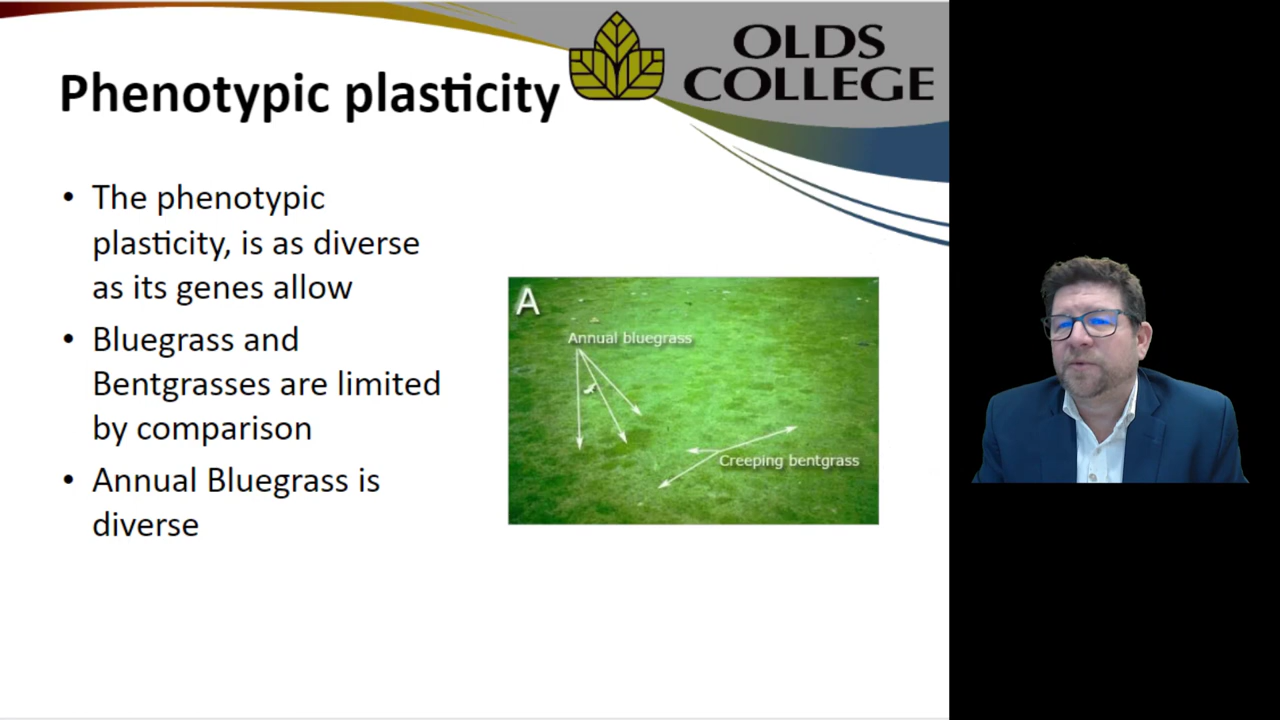 OLDS
COLLEGE
Phenotypic plasticity
• The phenotypic
plasticity, is as diverse
as its genes allow
• Bluegrass and
Bentgrasses are limited
by comparison
• Annual Bluegrass is
diverse
A
Annual bluegrass
Creeping bentgrass